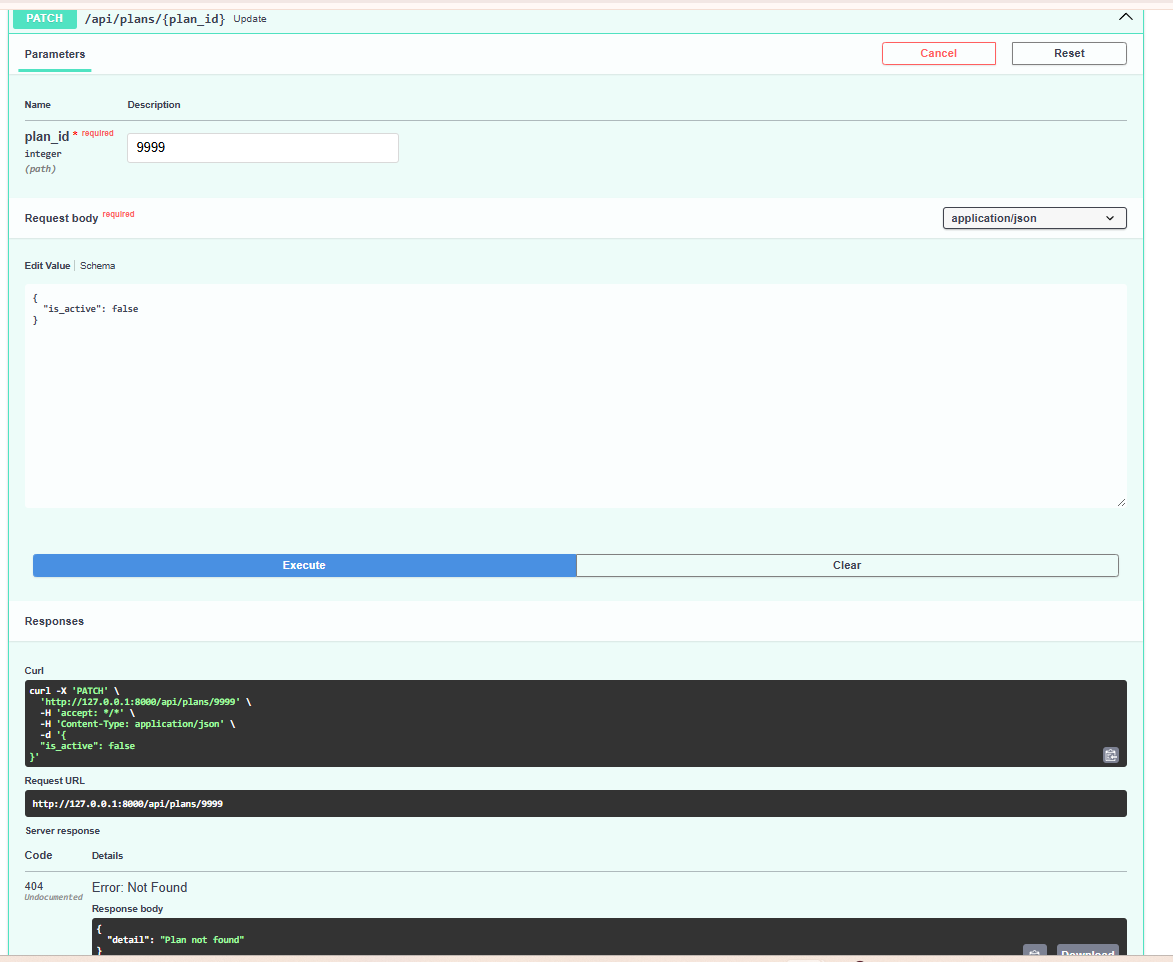 PATCH /api/plans/{plan_id} Update
Parameters
Cancel
Reset
Name Description
plan_id * required
integer
(path)
9999
Request body required
application/json
Edit Value | Schema
{
  "is_active": false
}
Execute
Clear
Responses
Curl
curl -X 'PATCH' \
  'http://127.0.0.1:8000/api/plans/9999' \
  -H 'accept: */*' \
  -H 'Content-Type: application/json' \
  -d '{
  "is_active": false
}'
Request URL
http://127.0.0.1:8000/api/plans/9999
Server response
Code Details
404
Undocumented
Error: Not Found
Response body
{
  "detail": "Plan not found"
}
Download